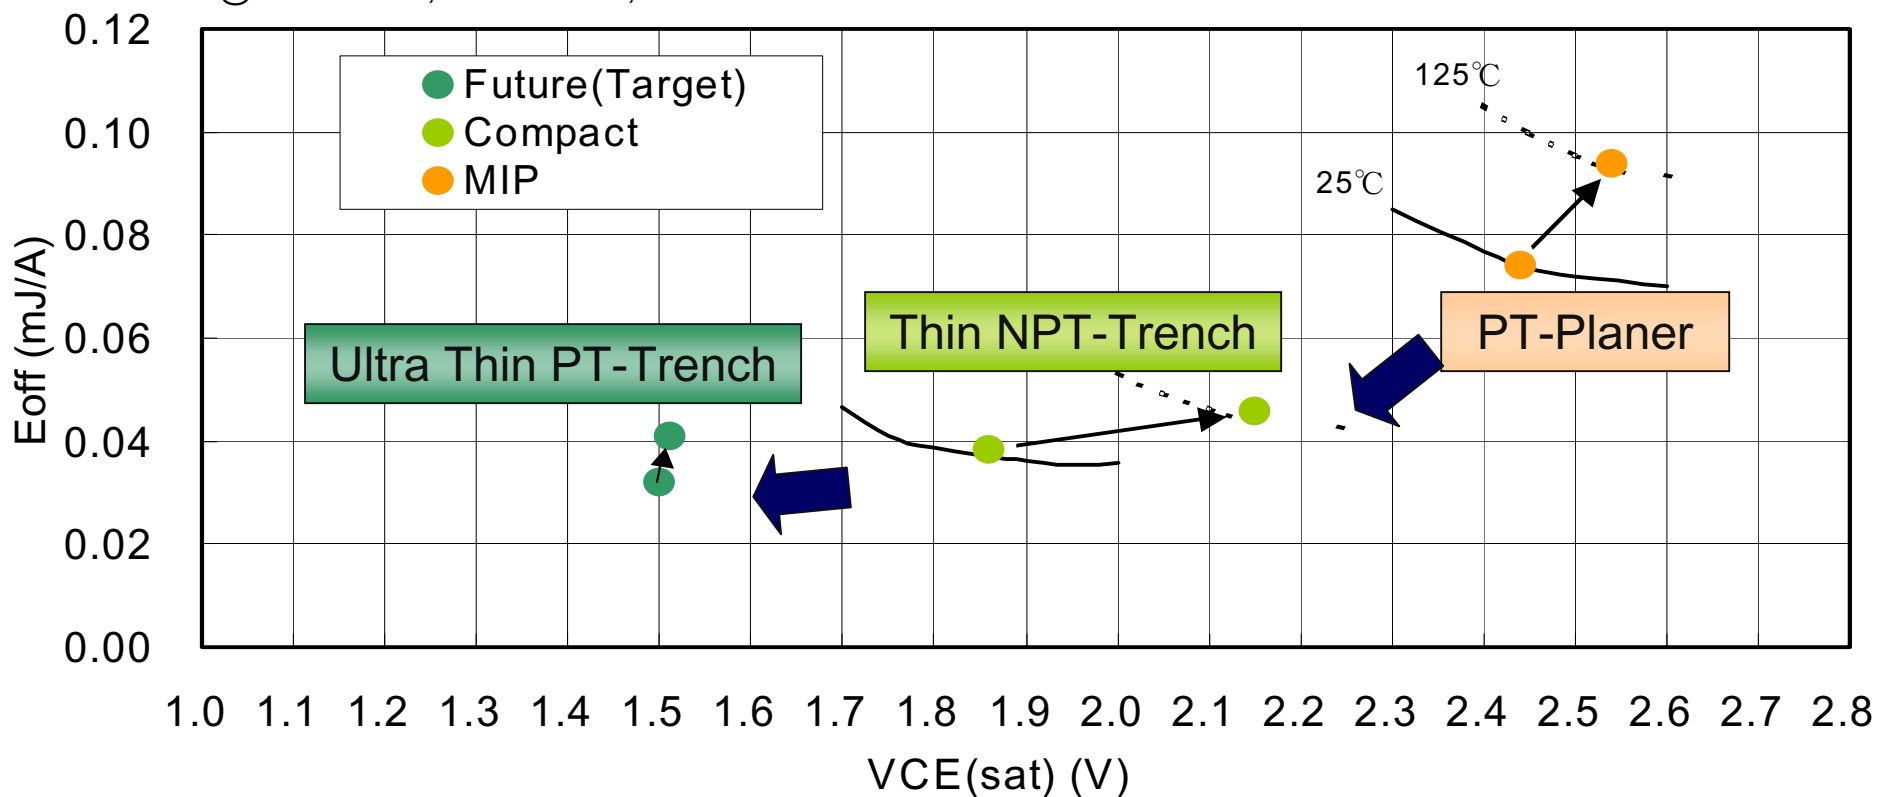 0.12
0.10
0.08
0.06
0.04
0.02
0.00
Eoff (mJ/A)
Future(Target)
Compact
MIP
125℃
25℃
Ultra Thin PT-Trench
Thin NPT-Trench
PT-Planer
1.0 1.1 1.2 1.3 1.4 1.5 1.6 1.7 1.8 1.9 2.0 2.1 2.2 2.3 2.4 2.5 2.6 2.7 2.8
VCE(sat) (V)